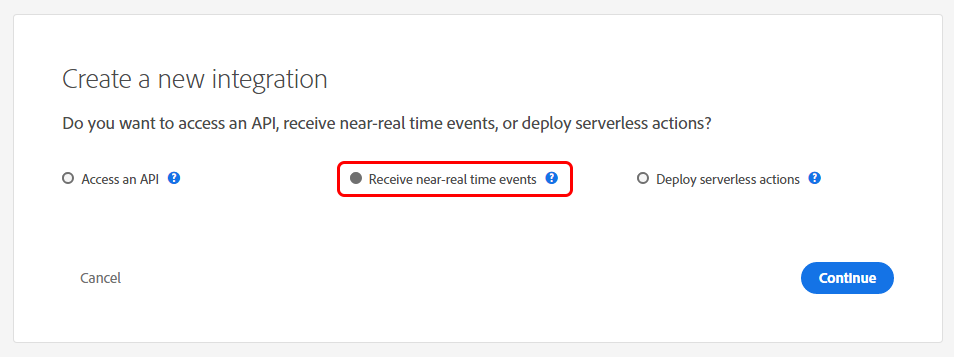 Create a new integration
Do you want to access an API, receive near-real time events, or deploy serverless actions?
Access an API ?
Receive near-real time events ?
Deploy serverless actions ?
Cancel
Continue